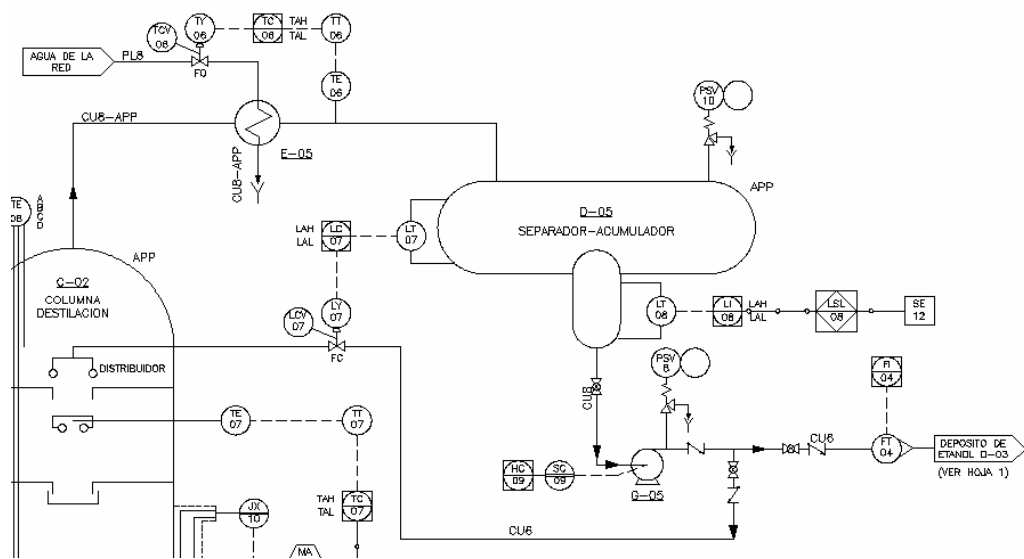 TCV
06
TY
06
TC
06
TAH
TAL
TT
06
AGUA DE LA
RED
PL8
FO
TE
06
CU8-APP
E-05
CU8-APP
PSV
10
APP
D-05
SEPARADOR-ACUMULADOR
TE
08
A
B
C
D
LAH
LAL
LC
07
LT
07
APP
C-02
COLUMNA
DESTILACION
LCV
07
LY
07
FC
LT
08
LI
08
LAH
LAL
LSL
08
SE
12
DISTRIBUIDOR
PSV
8
FI
04
CU8
TE
07
TT
07
CU6
FT
04
DEPOSITO DE
ETANOL D-03
(VER HOJA 1)
HC
09
SC
09
G-05
TAH
TAL
TC
07
JX
10
CU6
MA